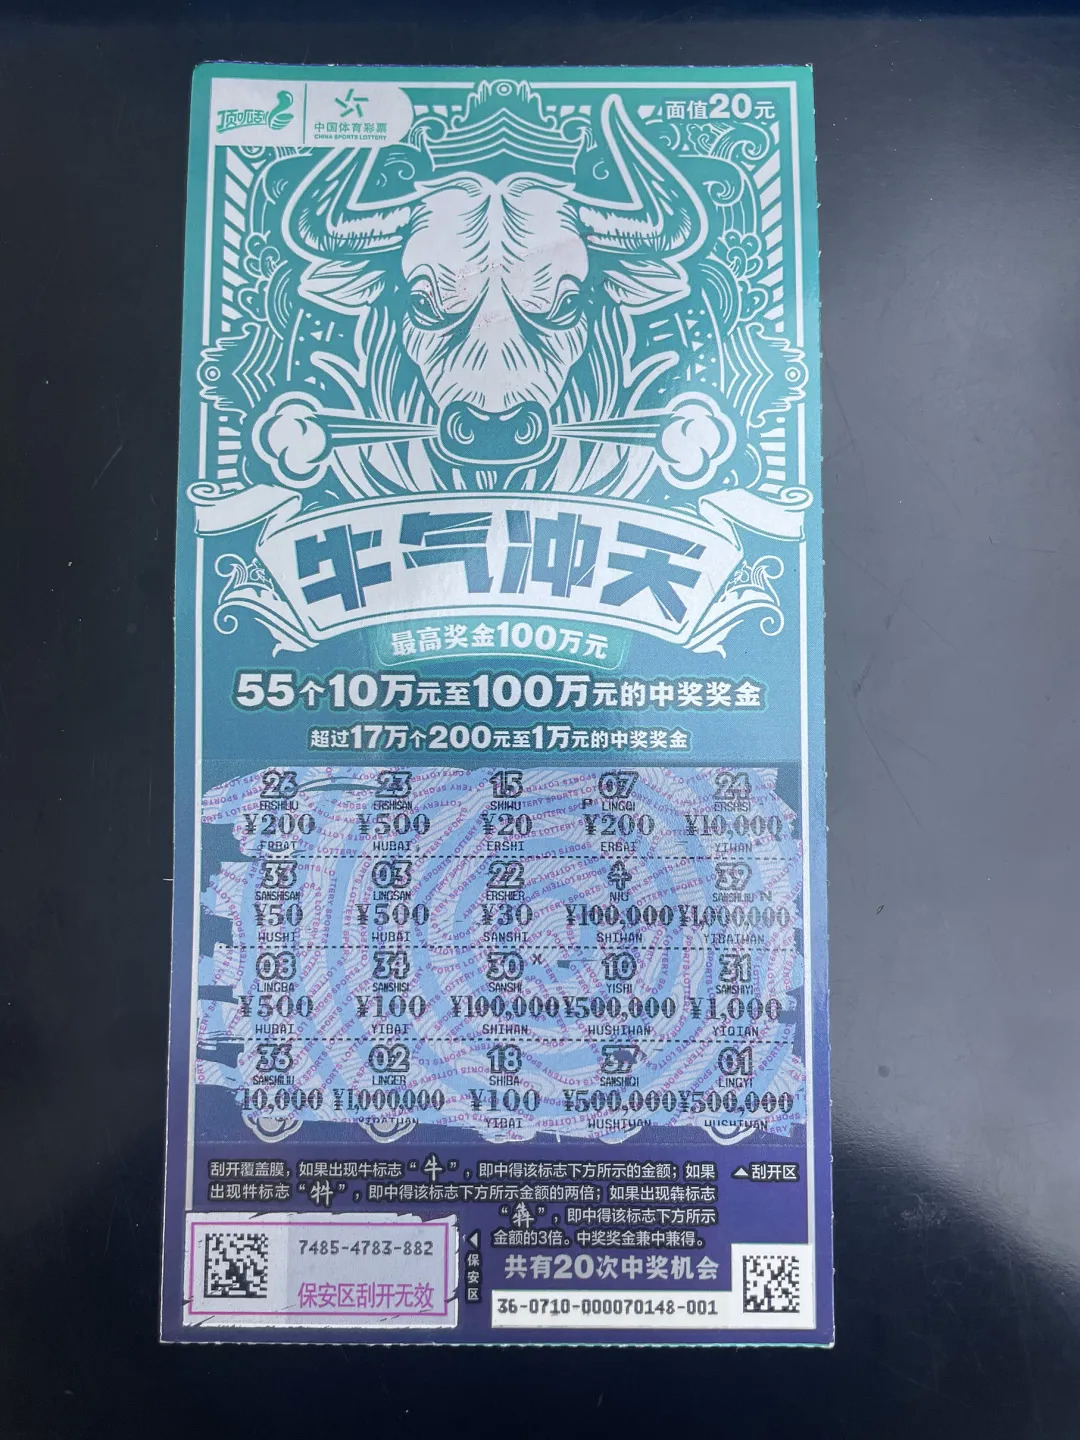 顶呱刮
中国体育彩票
CHINA SPORTS LOTTERY
面值20元
牛气冲天
最高奖金100万元
55个10万元至100万元的中奖奖金
超过17万个200元至1万元的中奖奖金
26 23 15 07 24
ERSHILIU ERSHISAN SHIWU LINGQI ERSHISI
¥200 ¥500 ¥20 ¥200 ¥10,000
ERBAI WUBAI ERSHI ERBAI YIWAN
33 03 22 牛 39
SANSHISAN LINGSAN ERSHIER NIU
¥50 ¥500 ¥30 ¥100,000 ¥1,000,000
WUSHI WUBAI SANSHI SHIWAN YIBAIWAN
08 34 30 10 31
LINGBA SANSHISI SANSHI YISHI SANSHIYI
¥500 ¥100 ¥100,000 ¥500,000 ¥1,000
WUBAI YIBAI SHIWAN WUSHIWAN YIQIAN
36 02 18 37 01
SANSHILIU LINGER SHIBA SANSHIQI LINGYI
10,000 ¥1,000,000 ¥100 ¥500,000 ¥500,000
YIBAI WUSHIWAN WUSHIWAN
刮开覆盖膜，如果出现牛标志“牛”，即中得该标志下方所示的金额；如果
出现牪标志“牪”，即中得该标志下方所示金额的两倍；如果出现犇标志
“犇”，即中得该标志下方所示
金额的3倍。中奖奖金兼中兼得。
▲刮开区
共有20次中奖机会
◀保安区
7485-4783-882
保安区刮开无效
36-0710-000070148-001